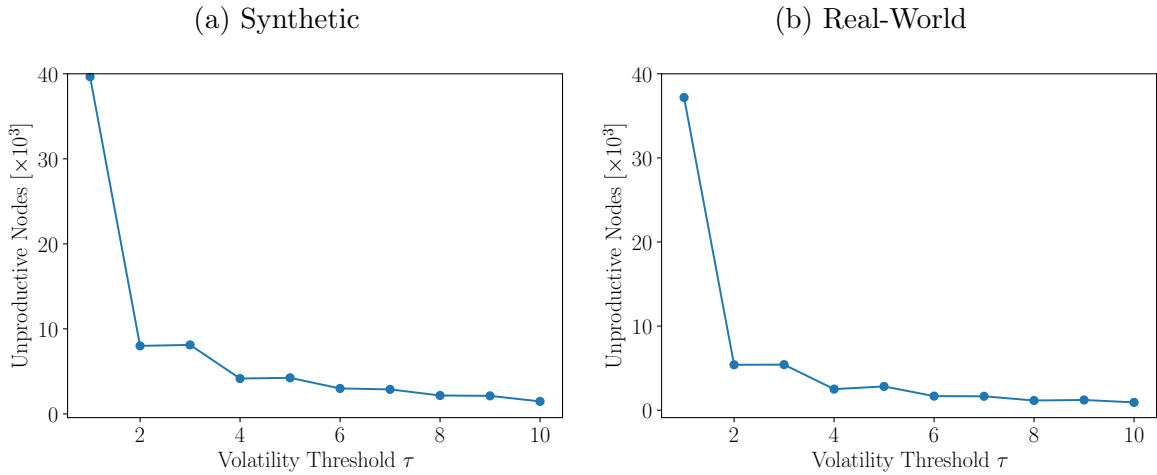 (a) Synthetic
40
30
20
10
0
Unproductive Nodes [×10³]
2 4 6 8 10
Volatility Threshold τ
(b) Real-World
40
30
20
10
0
Unproductive Nodes [×10³]
2 4 6 8 10
Volatility Threshold τ